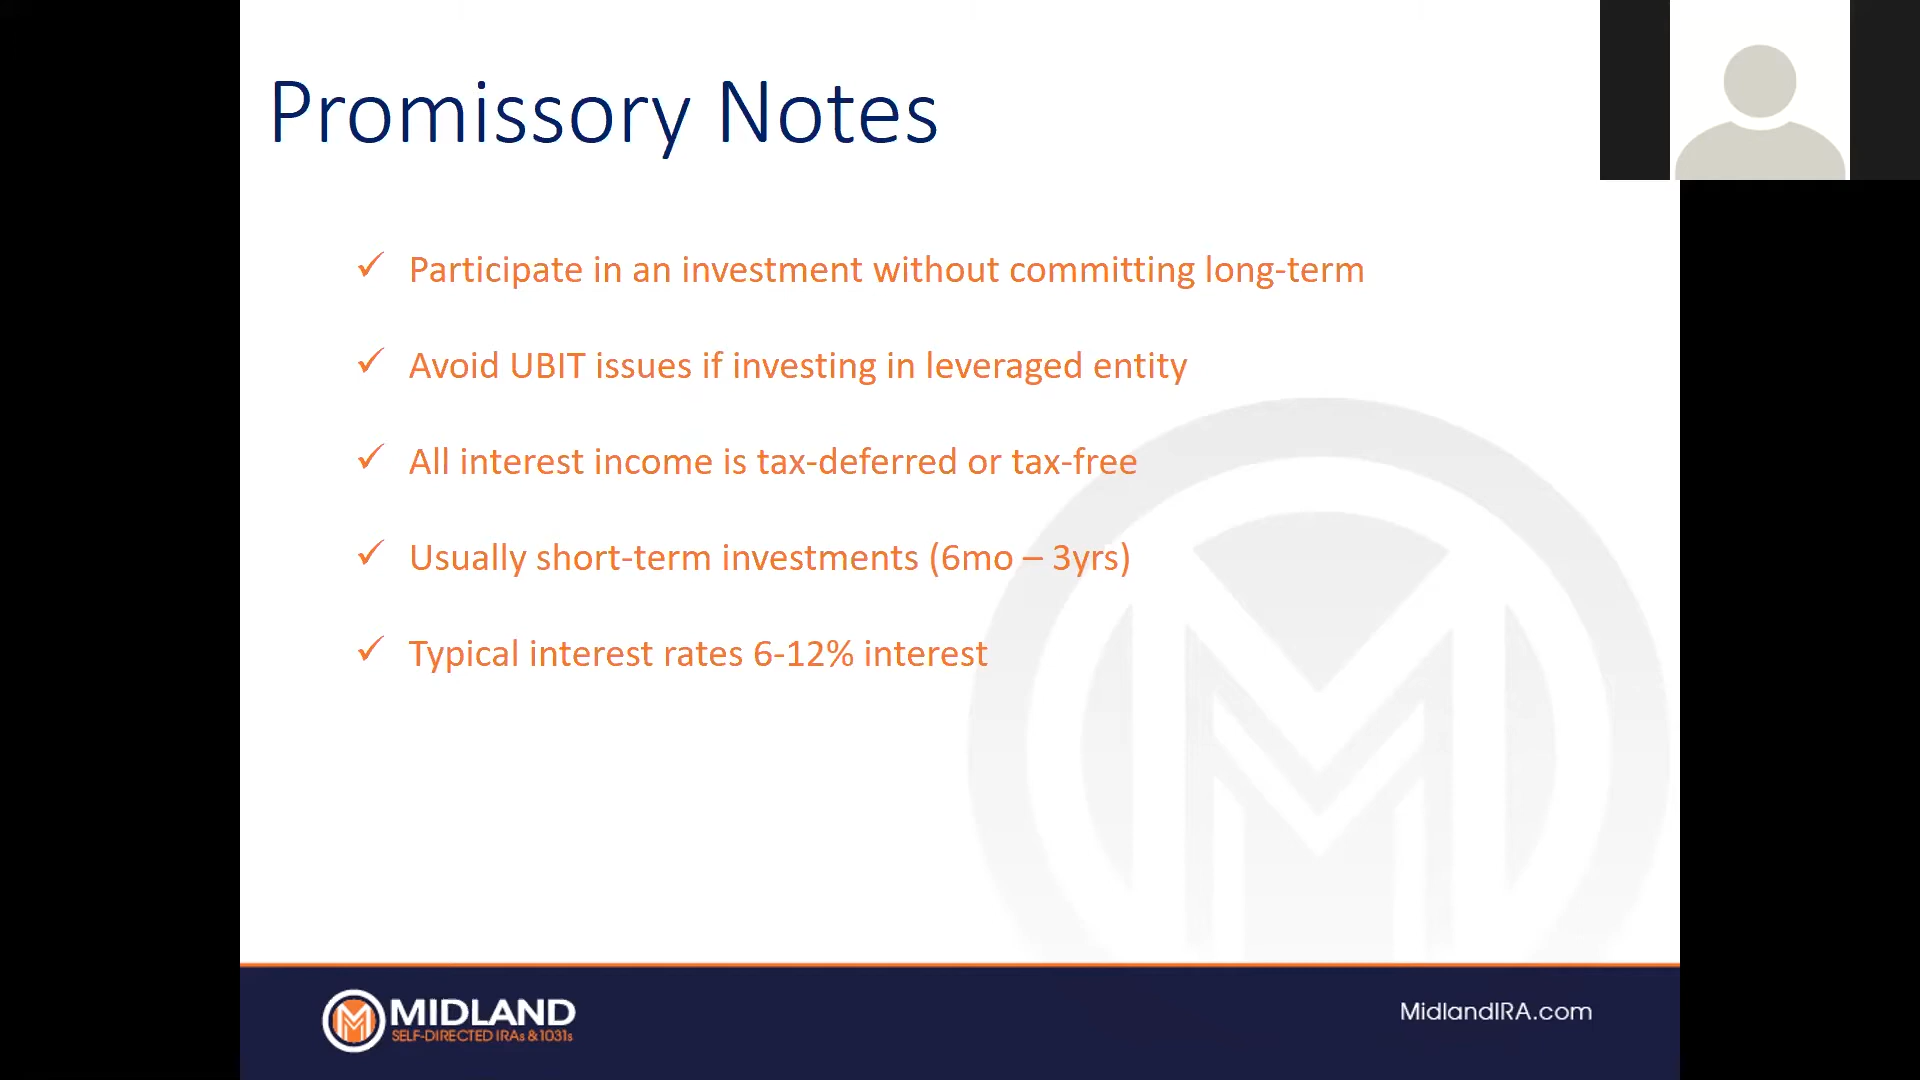 Promissory Notes
Participate in an investment without committing long-term
Avoid UBIT issues if investing in leveraged entity
All interest income is tax-deferred or tax-free
Usually short-term investments (6mo – 3yrs)
Typical interest rates 6-12% interest
MIDLAND
SELF-DIRECTED IRAs & 1031s
MidlandIRA.com